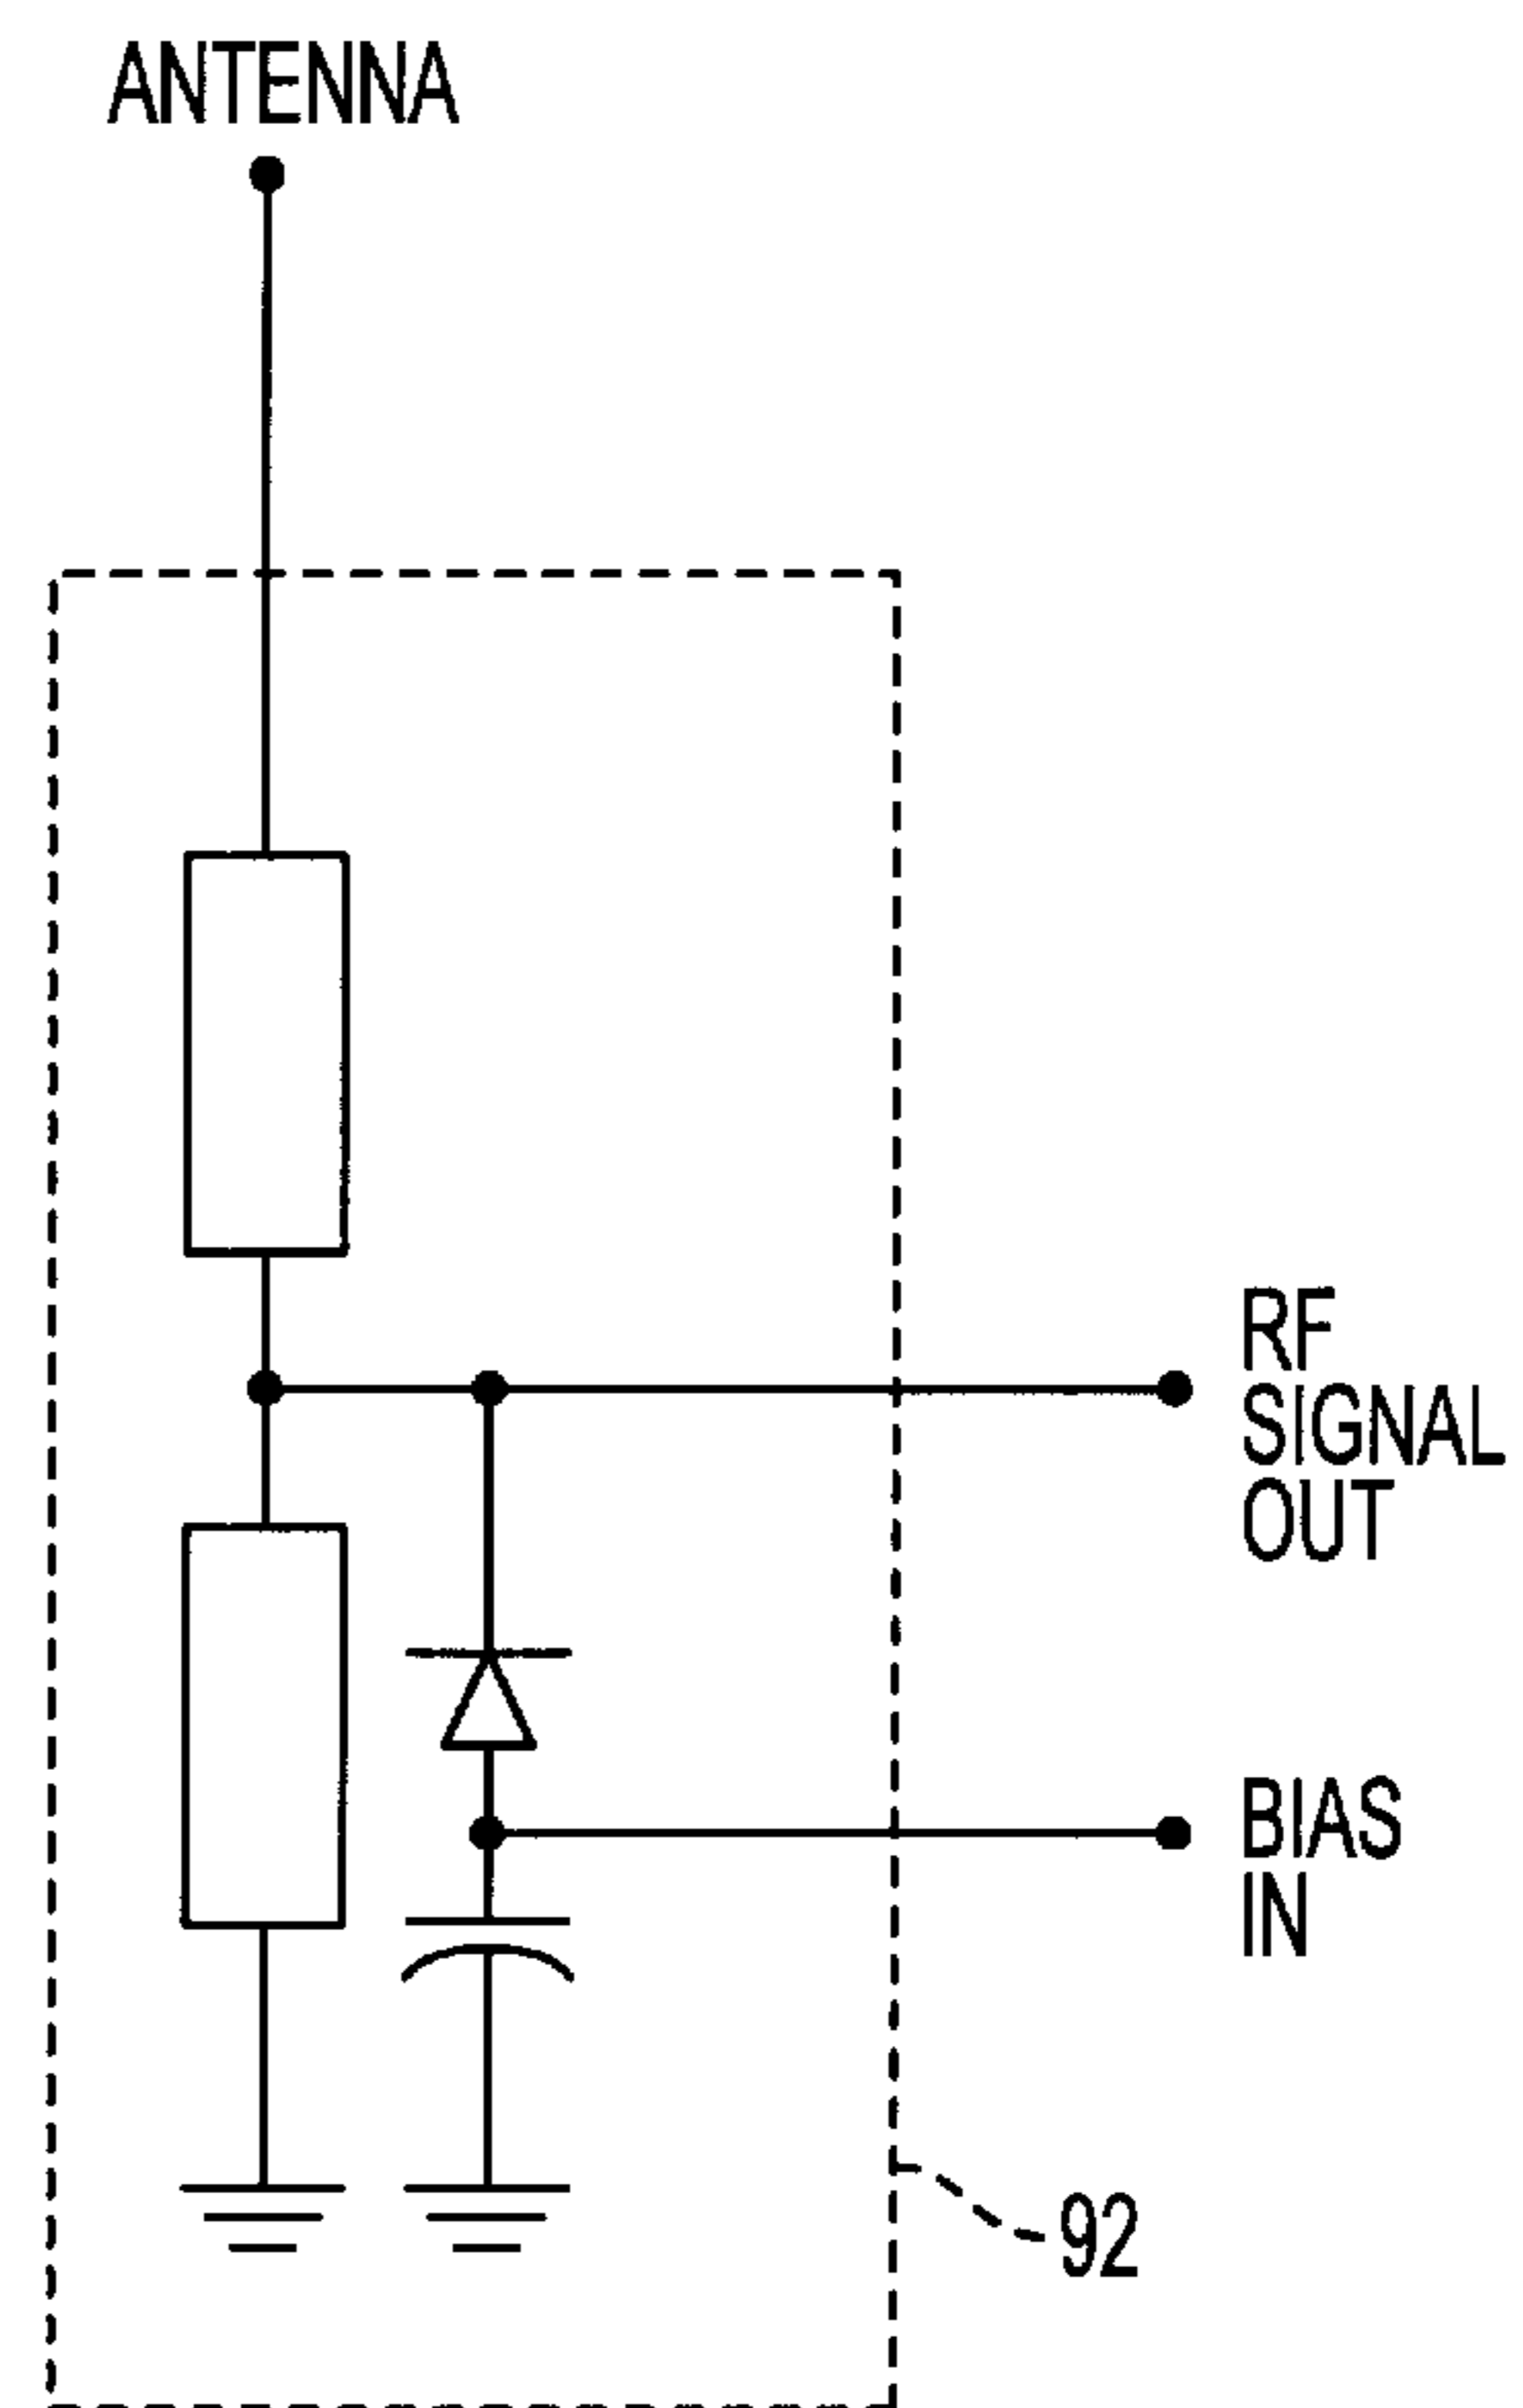 ANTENNA
RF
SIGNAL
OUT
BIAS
IN
92